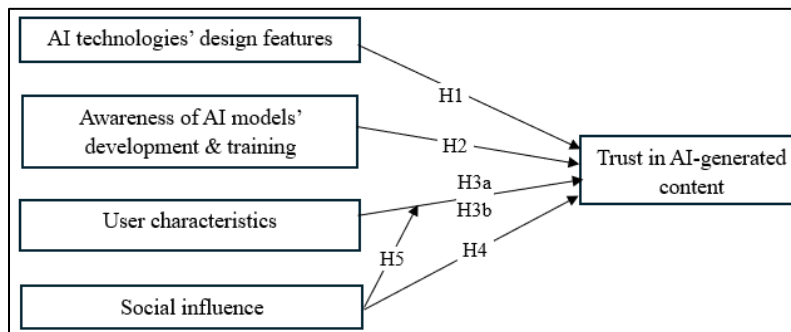 AI technologies’ design features
H1
Awareness of AI models’
development & training
H2
Trust in AI-generated
content
H3a
User characteristics
H3b
H5
H4
Social influence